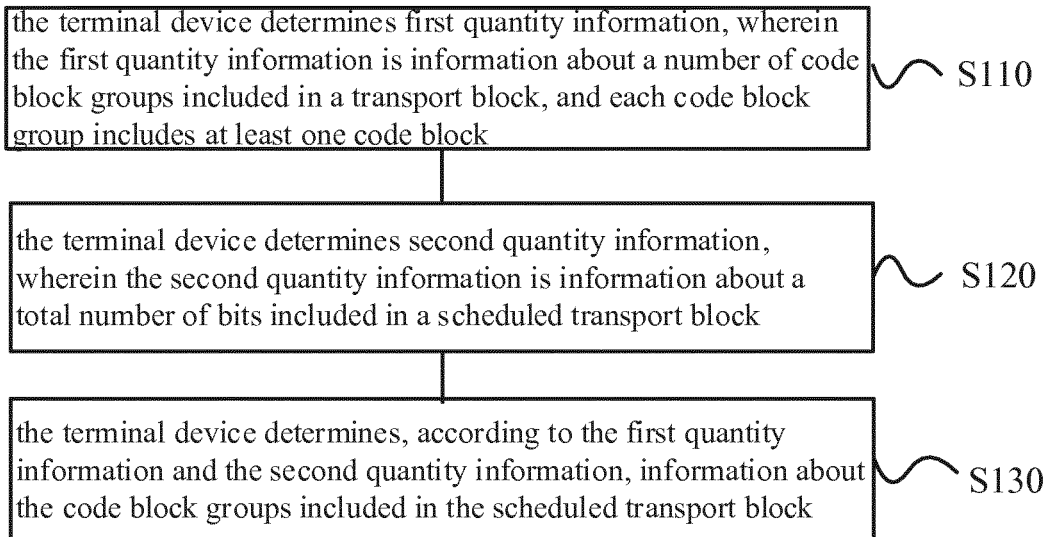 the terminal device determines first quantity information, wherein
the first quantity information is information about a number of code
block groups included in a transport block, and each code block
group includes at least one code block
S110
the terminal device determines second quantity information,
wherein the second quantity information is information about a
total number of bits included in a scheduled transport block
S120
the terminal device determines, according to the first quantity
information and the second quantity information, information about
the code block groups included in the scheduled transport block
S130